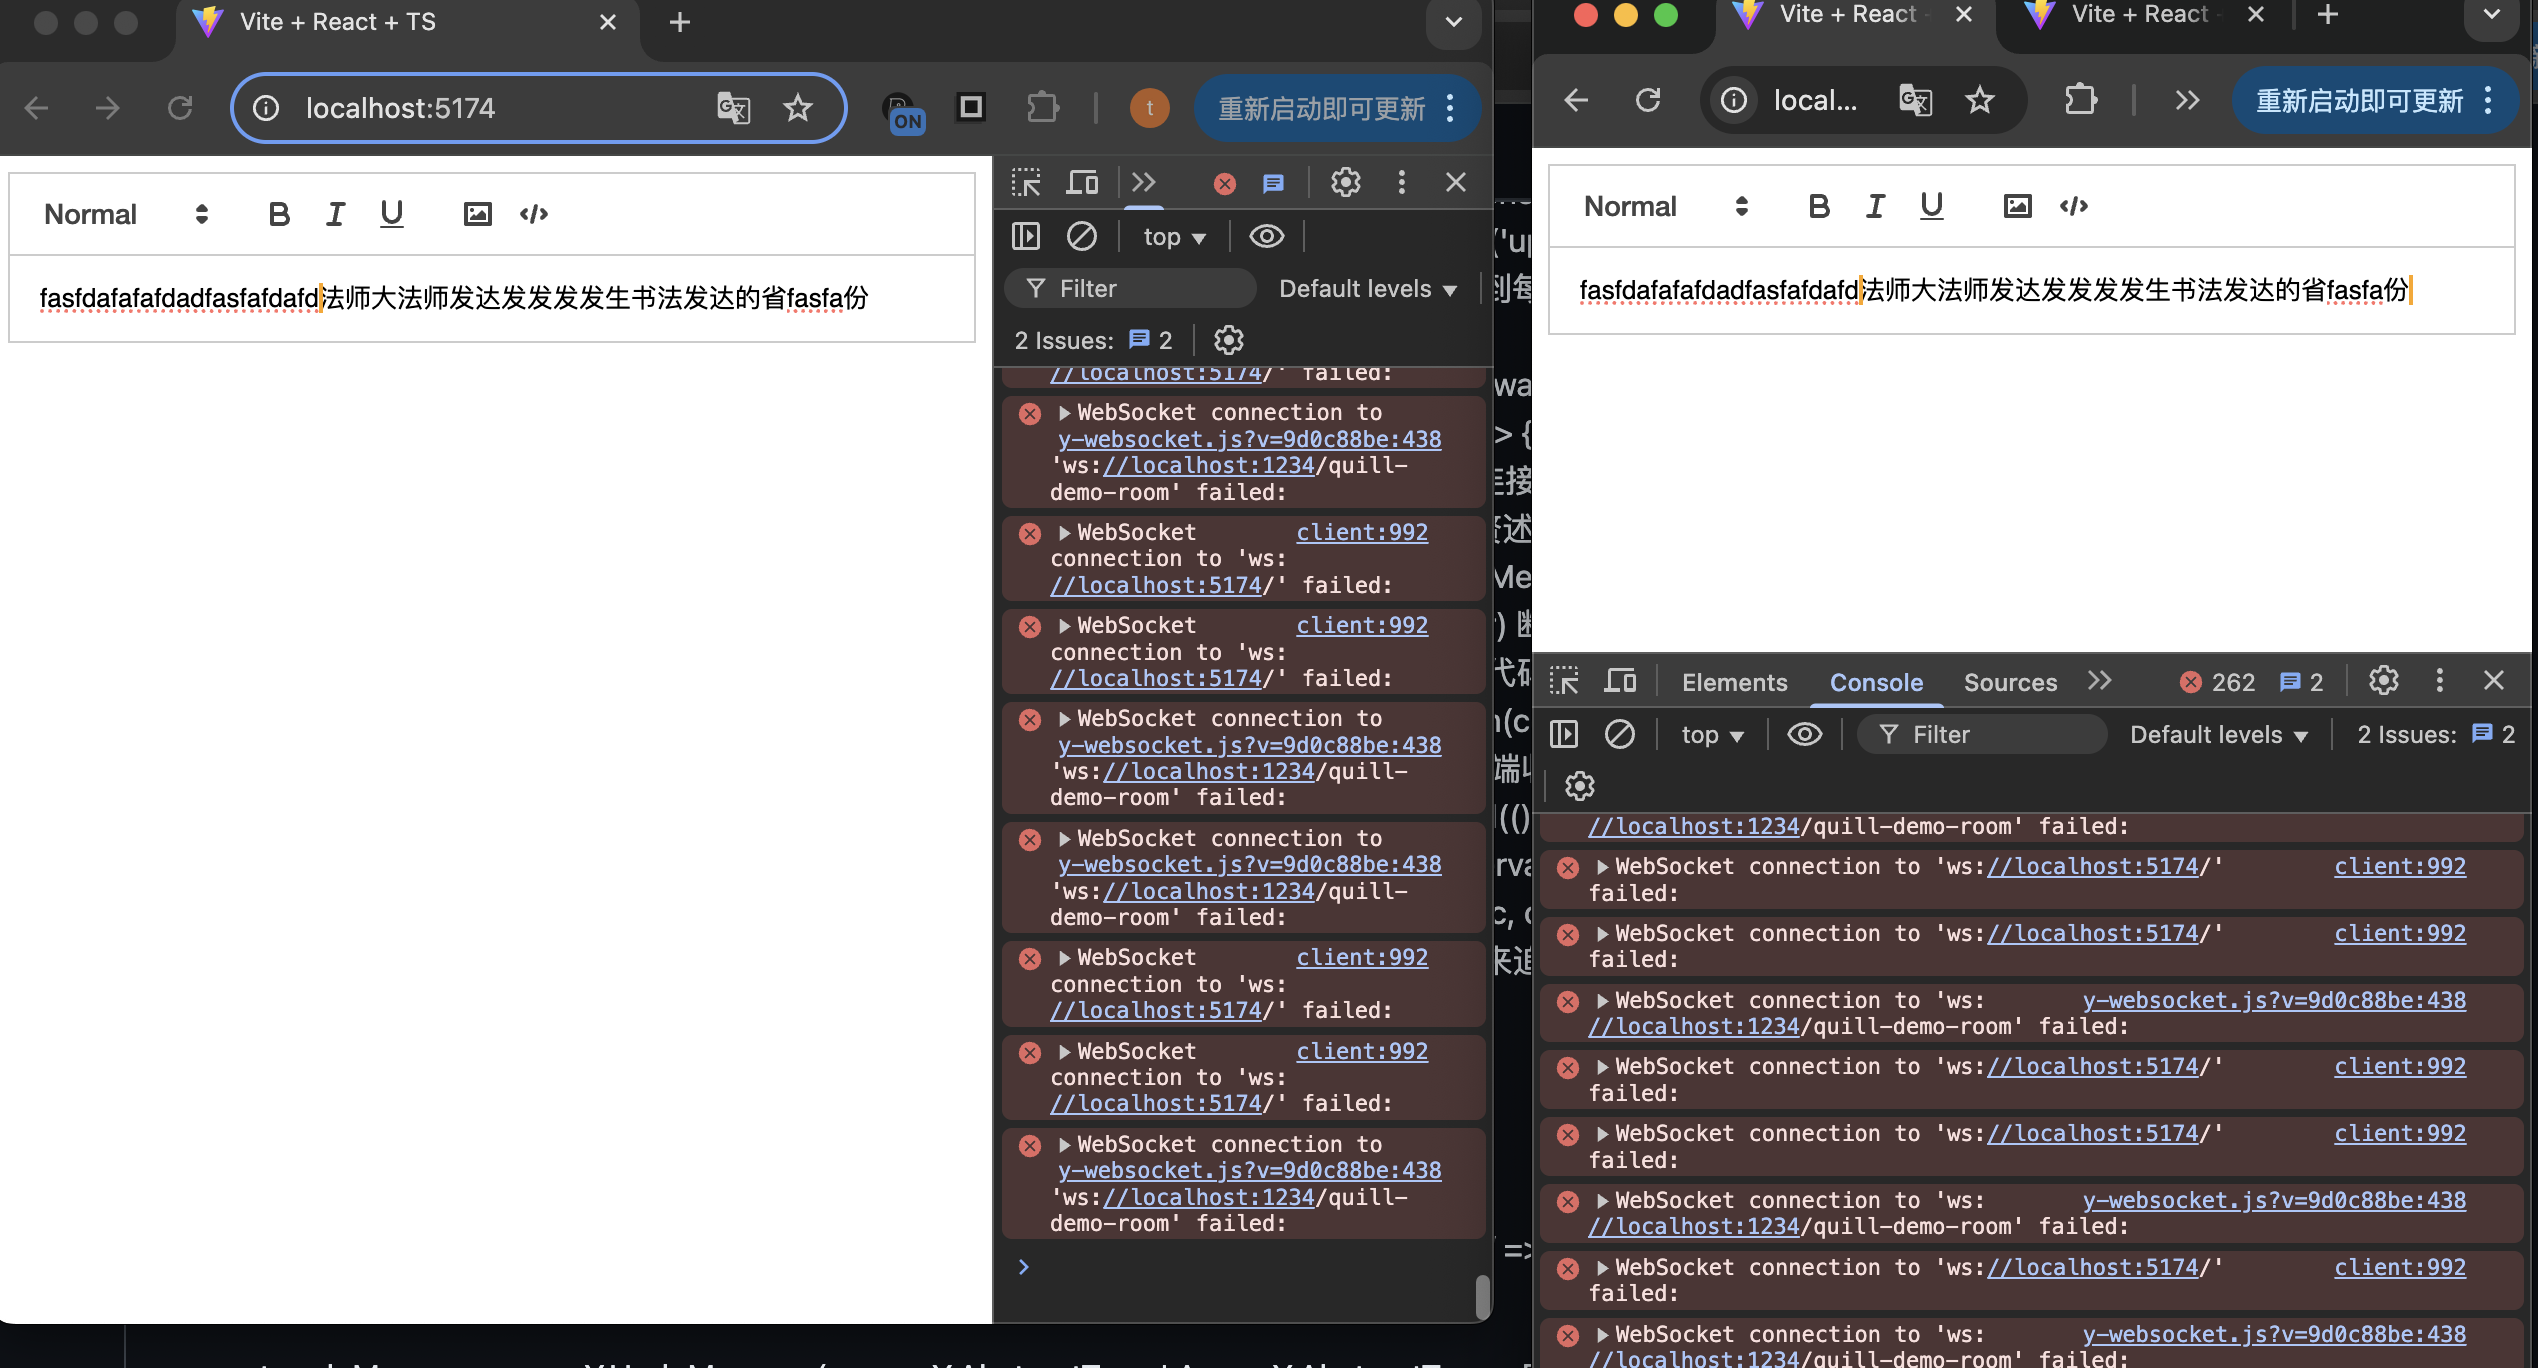 Vite + React + TS
localhost:5174
ON
t
重新启动即可更新
Normal
B I U
fasfdafafafdadfasfafdafd法师大法师发达发发发发生书法发达的省fasfa份
top
Filter
Default levels
2 Issues: 2
//localhost:5174/' failed:
WebSocket connection to
y-websocket.js?v=9d0c88be:438
'ws://localhost:1234/quill-
demo-room' failed:
WebSocket client:992
connection to 'ws:
//localhost:5174/' failed:
WebSocket client:992
connection to 'ws:
//localhost:5174/' failed:
WebSocket connection to
y-websocket.js?v=9d0c88be:438
'ws://localhost:1234/quill-
demo-room' failed:
WebSocket connection to
y-websocket.js?v=9d0c88be:438
'ws://localhost:1234/quill-
demo-room' failed:
WebSocket client:992
connection to 'ws:
//localhost:5174/' failed:
WebSocket client:992
connection to 'ws:
//localhost:5174/' failed:
WebSocket connection to
y-websocket.js?v=9d0c88be:438
'ws://localhost:1234/quill-
demo-room' failed:
Vite + React
Vite + React
local...
重新启动即可更新
Normal
B I U
fasfdafafafdadfasfafdafd法师大法师发达发发发发生书法发达的省fasfa份
Elements Console Sources 262 2
top Filter Default levels 2 Issues: 2
//localhost:1234/quill-demo-room' failed:
WebSocket connection to 'ws://localhost:5174/' client:992
failed:
WebSocket connection to 'ws://localhost:5174/' client:992
failed:
WebSocket connection to 'ws: y-websocket.js?v=9d0c88be:438
//localhost:1234/quill-demo-room' failed:
WebSocket connection to 'ws://localhost:5174/' client:992
failed:
WebSocket connection to 'ws://localhost:5174/' client:992
failed:
WebSocket connection to 'ws: y-websocket.js?v=9d0c88be:438
//localhost:1234/quill-demo-room' failed:
WebSocket connection to 'ws://localhost:5174/' client:992
failed:
WebSocket connection to 'ws: y-websocket.js?v=9d0c88be:438
//localhost:1234/quill-demo-room' failed: